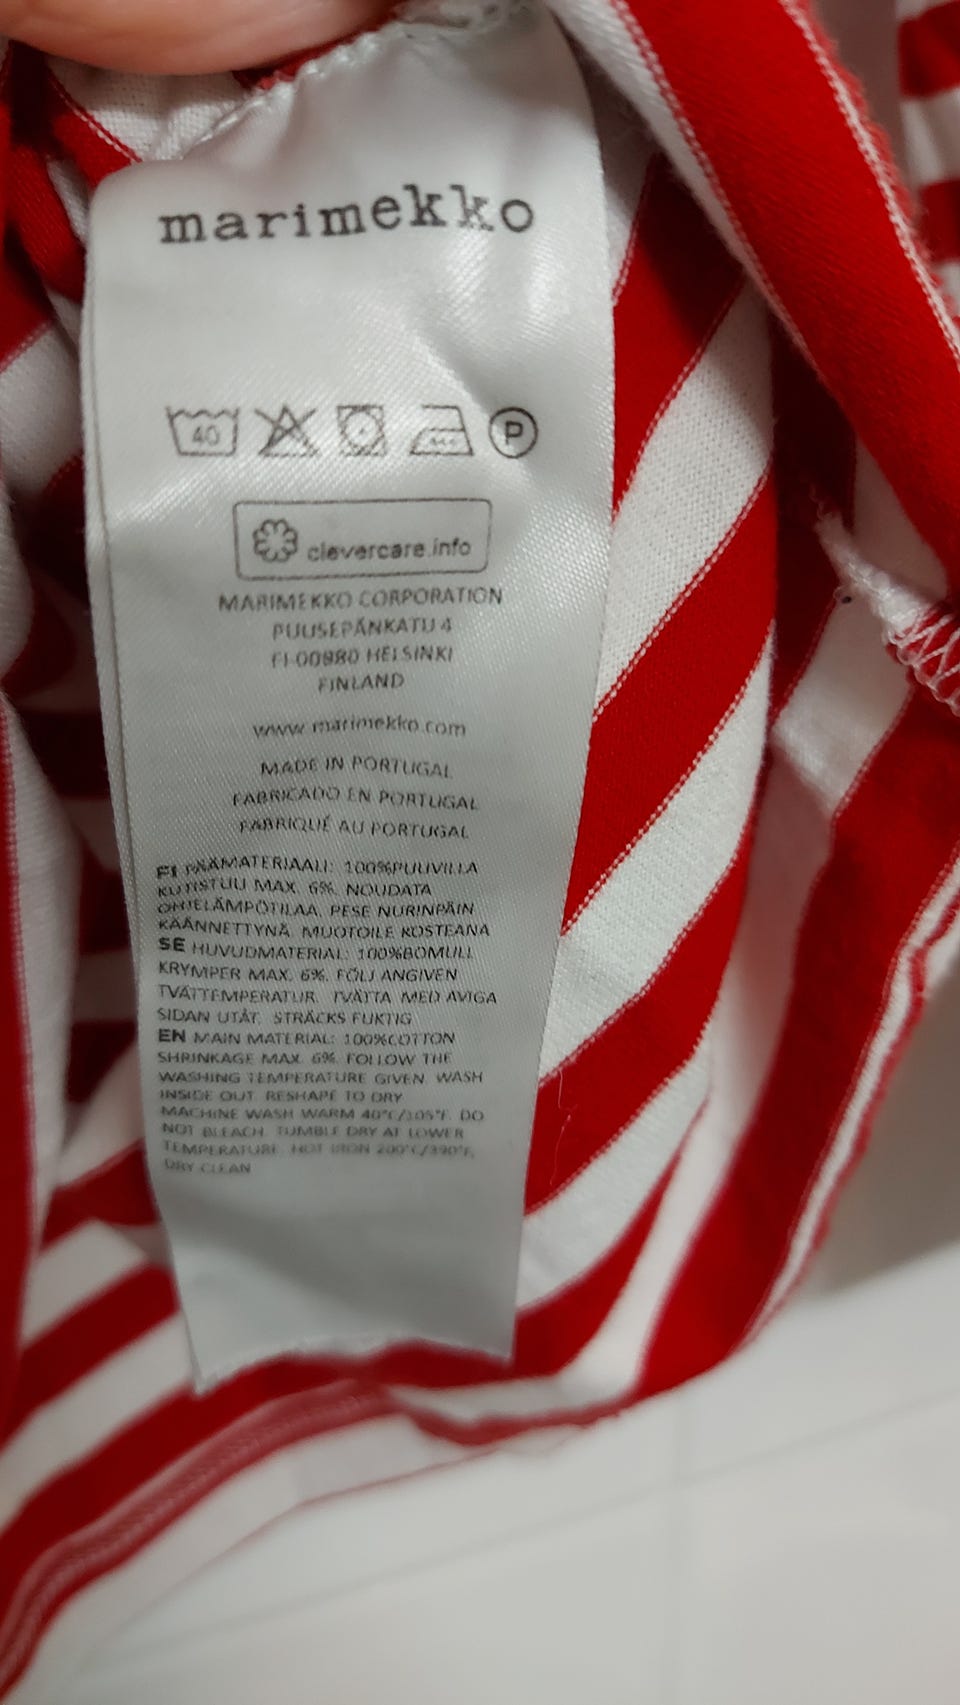 marimekko
40 P
clevercare.info
MARIMEKKO CORPORATION
PUUSEPÄNKATU 4
FI-00880 HELSINKI
FINLAND
www.marimekko.com
MADE IN PORTUGAL
FABRICADO EN PORTUGAL
FABRIQUÉ AU PORTUGAL
FI PÄÄMATERIAALI: 100%PUUVILLA
KUTISTUU MAX. 6%. NOUDATA
OHJELÄMPÖTILAA. PESE NURINPÄIN
KÄÄNNETTYNÄ. MUOTOILE KOSTEANA
SE HUVUDMATERIAL: 100%BOMULL
KRYMPER MAX. 6%. FÖLJ ANGIVEN
TVÄTTEMPERATUR. TVÄTTA MED AVIGA
SIDAN UTÅT. STRÄCKS FUKTIG
EN MAIN MATERIAL: 100%COTTON
SHRINKAGE MAX. 6%. FOLLOW THE
WASHING TEMPERATURE GIVEN. WASH
INSIDE OUT. RESHAPE TO DRY
MACHINE WASH WARM 40°C/105°F. DO
NOT BLEACH. TUMBLE DRY AT LOWER
TEMPERATURE. HOT IRON 200°C/390°F,
DRY CLEAN